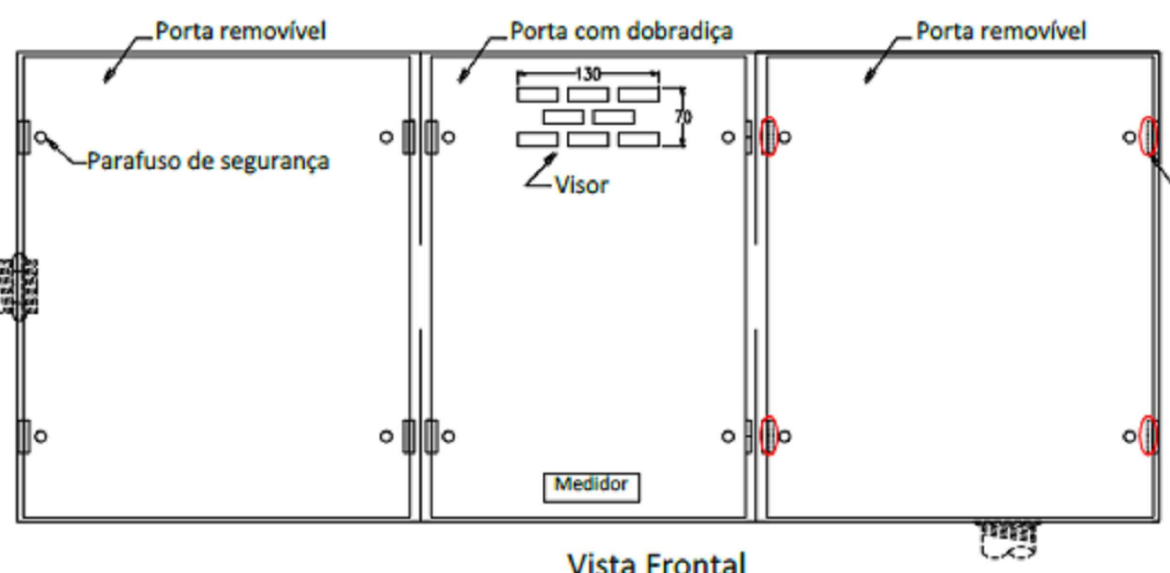 Porta removível
Porta com dobradiça
Porta removível
130
70
Parafuso de segurança
Visor
Medidor
Vista Frontal